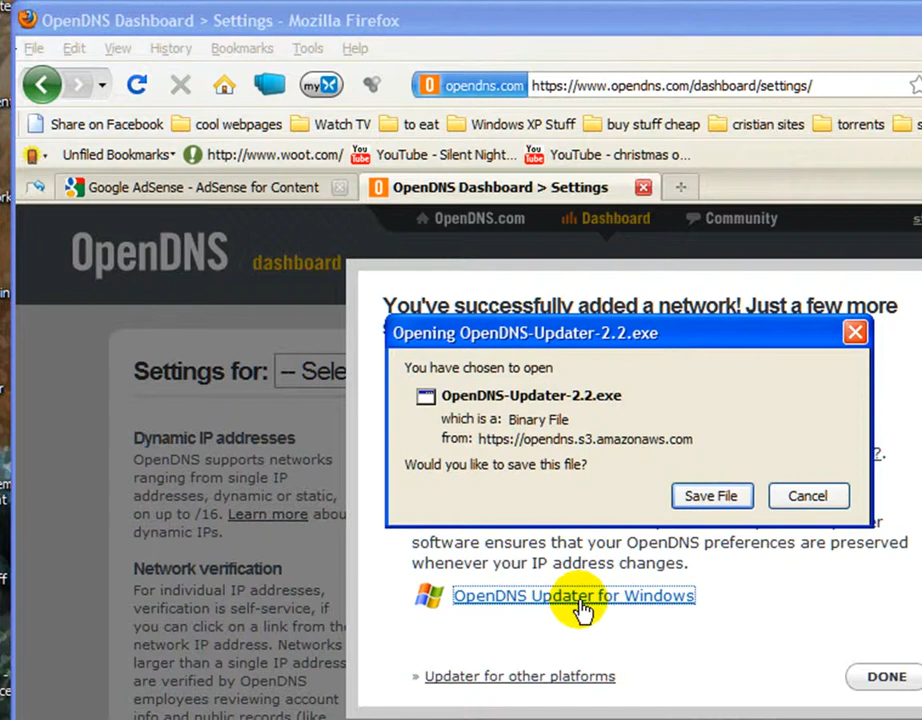 OpenDNS Dashboard > Settings - Mozilla Firefox
File Edit View History Bookmarks Tools Help
myX opendns.com https://www.opendns.com/dashboard/settings/
Share on Facebook cool webpages Watch TV to eat Windows XP Stuff buy stuff cheap cristian sites torrents
Unfiled Bookmarks http://www.woot.com/ You Tube YouTube - Silent Night... You Tube YouTube - christmas o...
Google AdSense - AdSense for Content OpenDNS Dashboard > Settings
OpenDNS.com Dashboard Community
OpenDNS dashboard
You've successfully added a network! Just a few more
Opening OpenDNS-Updater-2.2.exe
You have chosen to open
OpenDNS-Updater-2.2.exe
which is a: Binary File
from: https://opendns.s3.amazonaws.com
Would you like to save this file?
Save File Cancel
software ensures that your OpenDNS preferences are preserved
whenever your IP address changes.
OpenDNS Updater for Windows
» Updater for other platforms
DONE
Settings for: -- Sele
Dynamic IP addresses
OpenDNS supports networks
ranging from single IP
addresses, dynamic or static,
on up to /16. Learn more abou
dynamic IPs.
Network verification
For individual IP addresses,
verification is self-service, if
you can click on a link from the
network IP address. Networks
larger than a single IP address
are verified by OpenDNS
employees reviewing account
info and public records (like